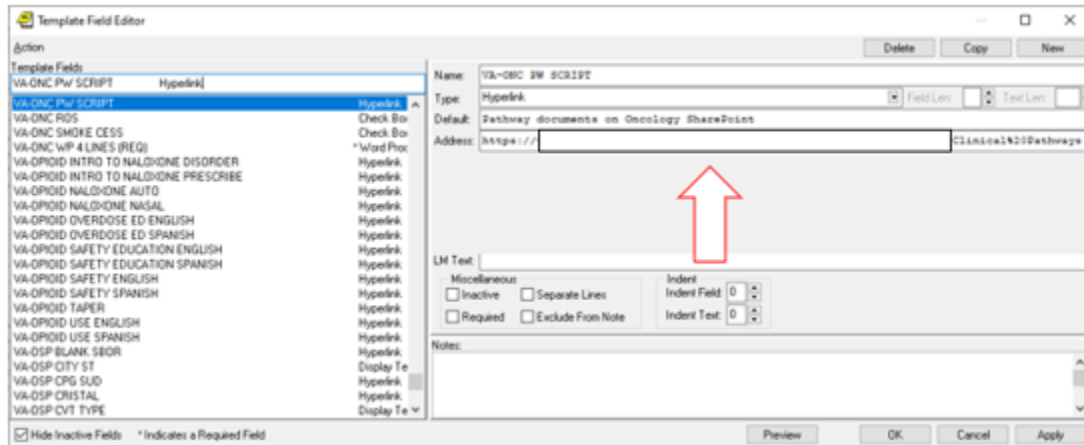 Template Field Editor
Action
Delete Copy New
Template Fields
VA-ONC PW SCRIPT Hyperlink
VA-ONC PW SCRIPT Hyperlink
VA-ONC ROS Check Box
VA-ONC SMOKE CESS Check Box
VA-ONC WP 4 LINES (REQ) * Word Proc
VA-OPIOID INTRO TO NALOXONE DISORDER Hyperlink
VA-OPIOID INTRO TO NALOXONE PRESCRIBE Hyperlink
VA-OPIOID NALOXONE AUTO Hyperlink
VA-OPIOID NALOXONE NASAL Hyperlink
VA-OPIOID OVERDOSE ED ENGLISH Hyperlink
VA-OPIOID OVERDOSE ED SPANISH Hyperlink
VA-OPIOID SAFETY EDUCATION ENGLISH Hyperlink
VA-OPIOID SAFETY EDUCATION SPANISH Hyperlink
VA-OPIOID SAFETY ENGLISH Hyperlink
VA-OPIOID SAFETY SPANISH Hyperlink
VA-OPIOID TAPER Hyperlink
VA-OPIOID USE ENGLISH Hyperlink
VA-OPIOID USE SPANISH Hyperlink
VA-OSP BLANK SBOR Hyperlink
VA-OSP CITY ST Display Te
VA-OSP CPG SUD Hyperlink
VA-OSP CRISTAL Hyperlink
VA-OSP CVT TYPE Display Te
Name: VA-ONC PW SCRIPT
Type: Hyperlink Field Len: Text Len:
Default: Pathway documents on Oncology SharePoint
Address: https:// Clinical%20Pathways
LM Text:
Miscellaneous Indent
Inactive Separate Lines Indent Field: 0
Required Exclude From Note Indent Text: 0
Notes:
Hide Inactive Fields * Indicates a Required Field
Preview OK Cancel Apply